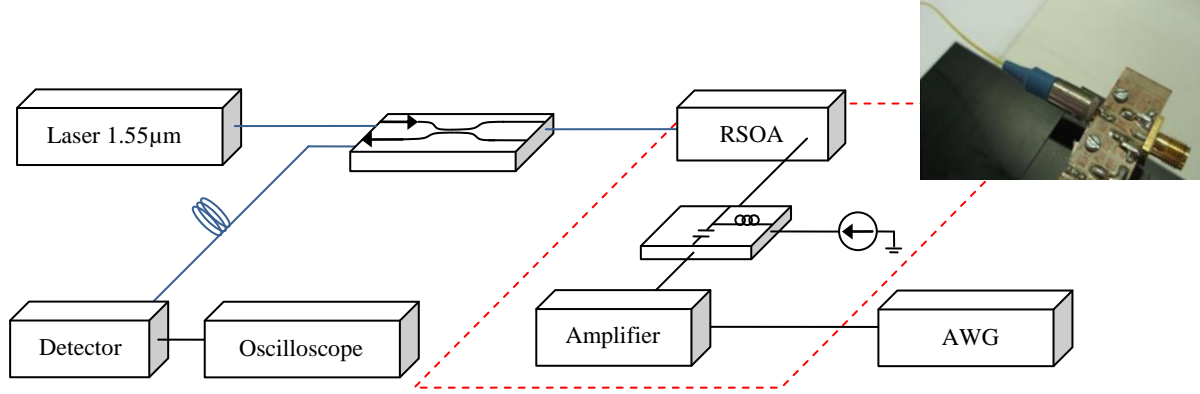 Laser 1.55µm
RSOA
Amplifier
AWG
Detector
Oscilloscope